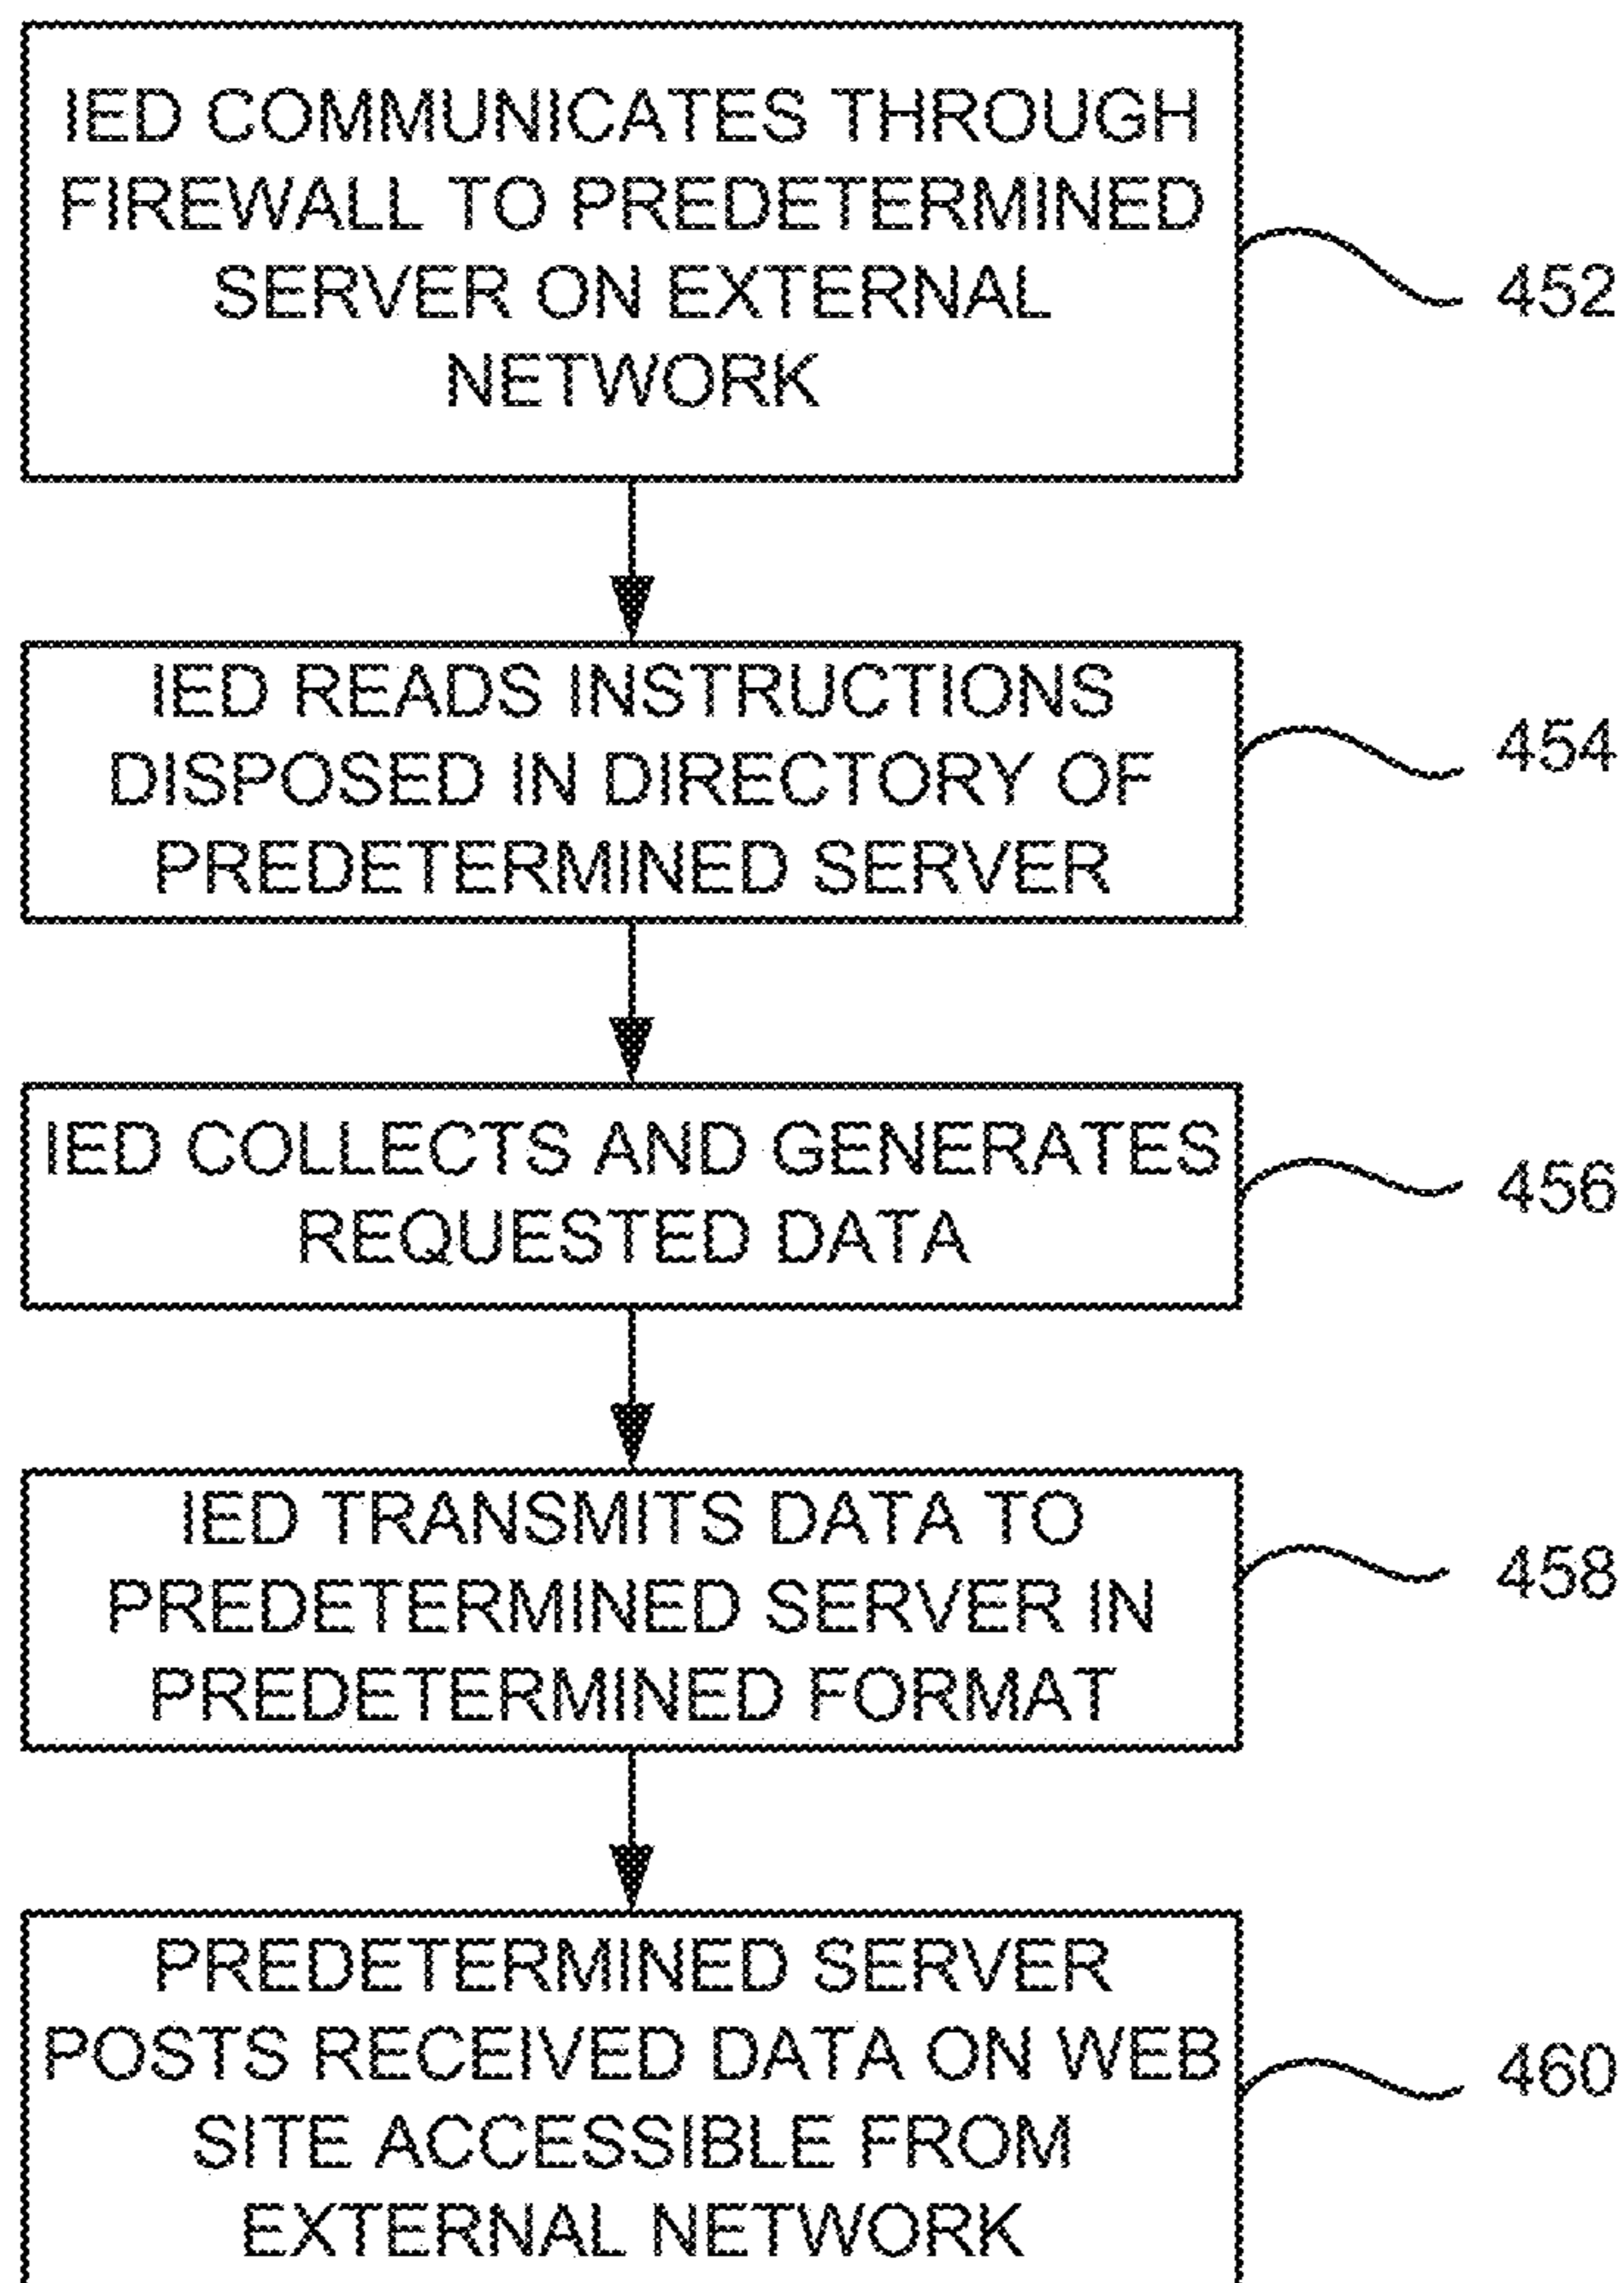 IED COMMUNICATES THROUGH
FIREWALL TO PREDETERMINED
SERVER ON EXTERNAL
NETWORK
452
IED READS INSTRUCTIONS
DISPOSED IN DIRECTORY OF
PREDETERMINED SERVER
454
IED COLLECTS AND GENERATES
REQUESTED DATA
456
IED TRANSMITS DATA TO
PREDETERMINED SERVER IN
PREDETERMINED FORMAT
458
PREDETERMINED SERVER
POSTS RECEIVED DATA ON WEB
SITE ACCESSIBLE FROM
EXTERNAL NETWORK
460